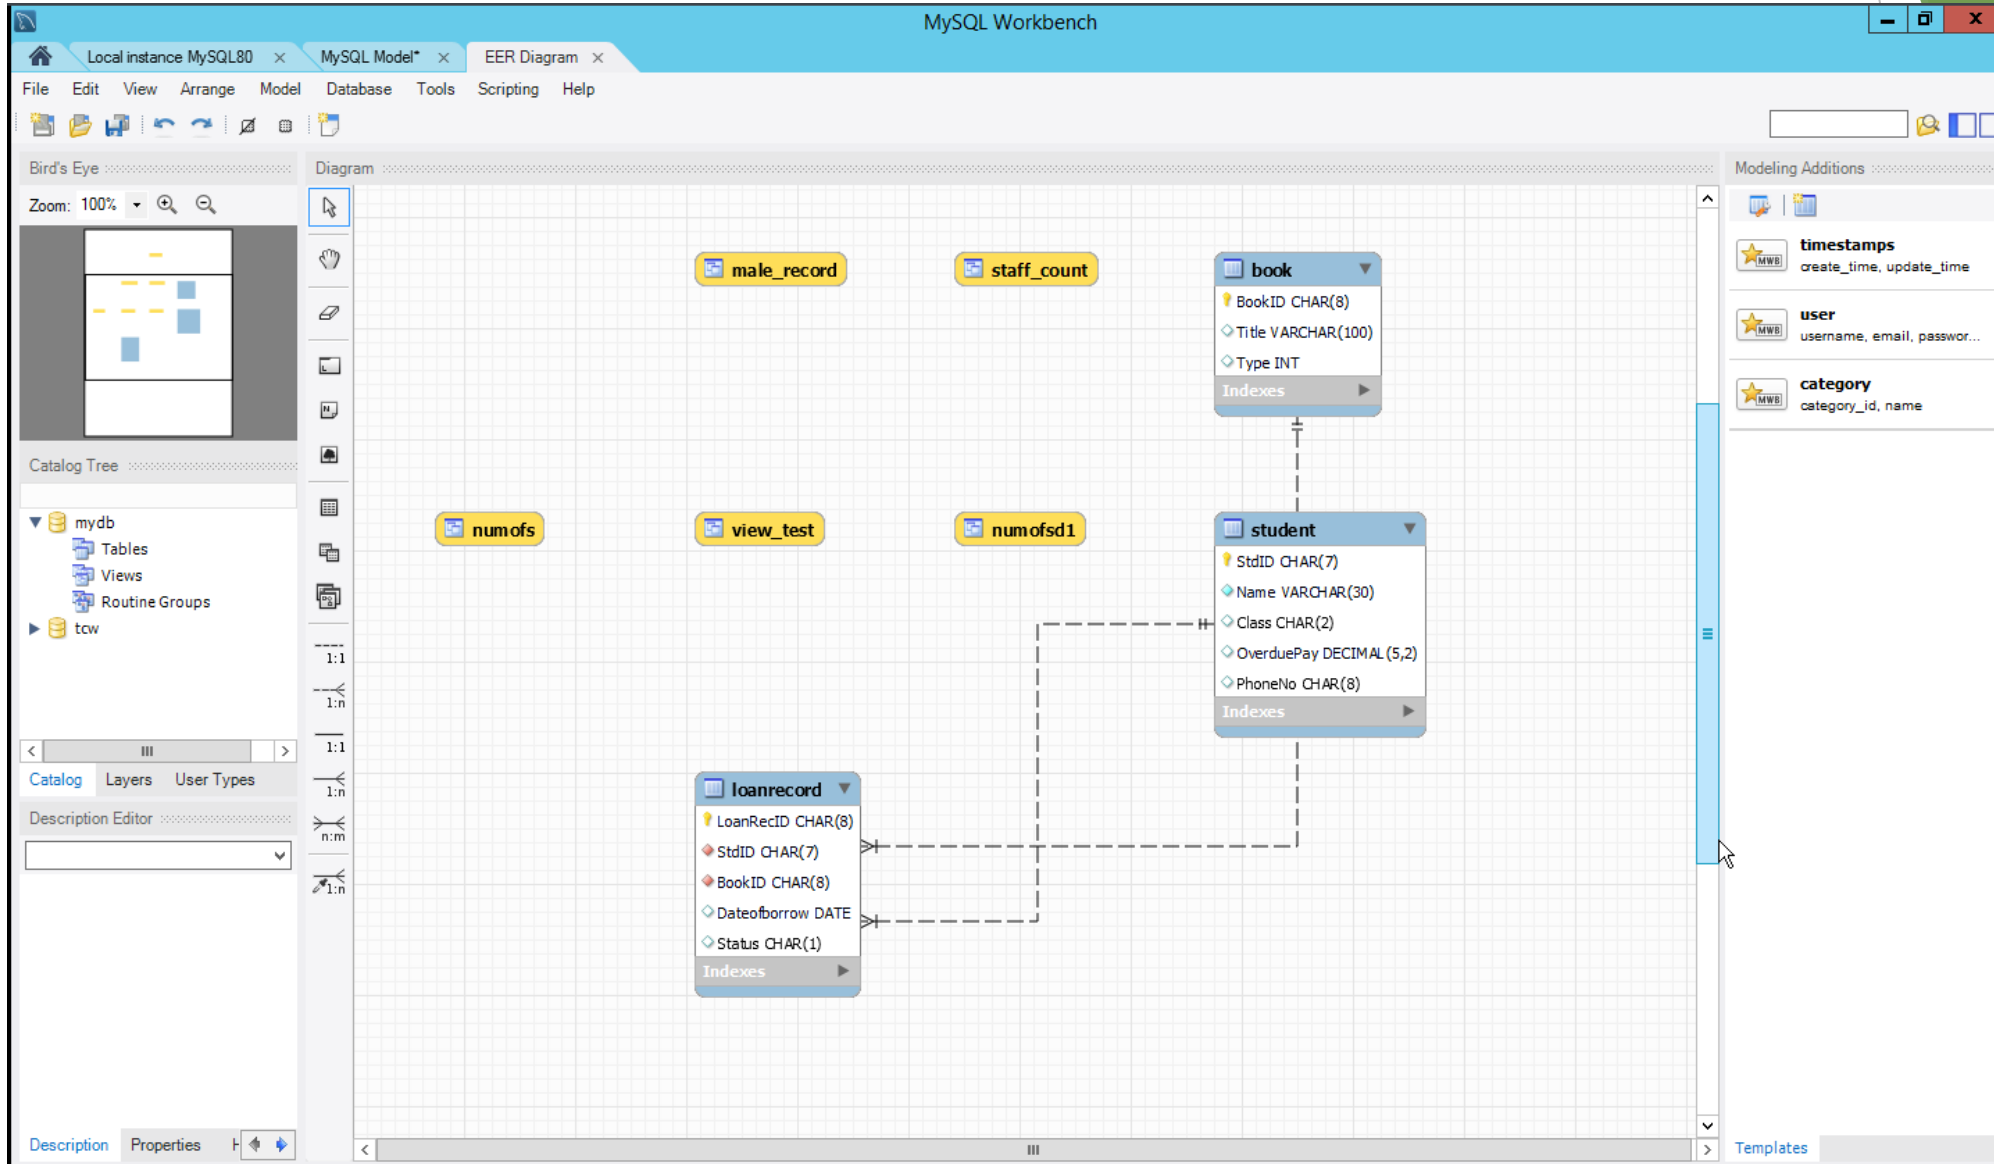 MySQL Workbench
Local instance MySQL80
MySQL Model*
EER Diagram
File Edit View Arrange Model Database Tools Scripting Help
Bird's Eye
Zoom: 100%
Catalog Tree
mydb
Tables
Views
Routine Groups
tcw
Catalog Layers User Types
Description Editor
Description Properties H
Diagram
1:1
1:n
1:1
1:n
n:m
1:n
male_record
staff_count
book
BookID CHAR(8)
Title VARCHAR(100)
Type INT
Indexes
numofs
view_test
numofsd1
student
StdID CHAR(7)
Name VARCHAR(30)
Class CHAR(2)
OverduePay DECIMAL(5,2)
PhoneNo CHAR(8)
Indexes
loanrecord
LoanRecID CHAR(8)
StdID CHAR(7)
BookID CHAR(8)
Dateofborrow DATE
Status CHAR(1)
Indexes
Modeling Additions
MWB
timestamps
create_time, update_time
MWB
user
username, email, passwor...
MWB
category
category_id, name
Templates